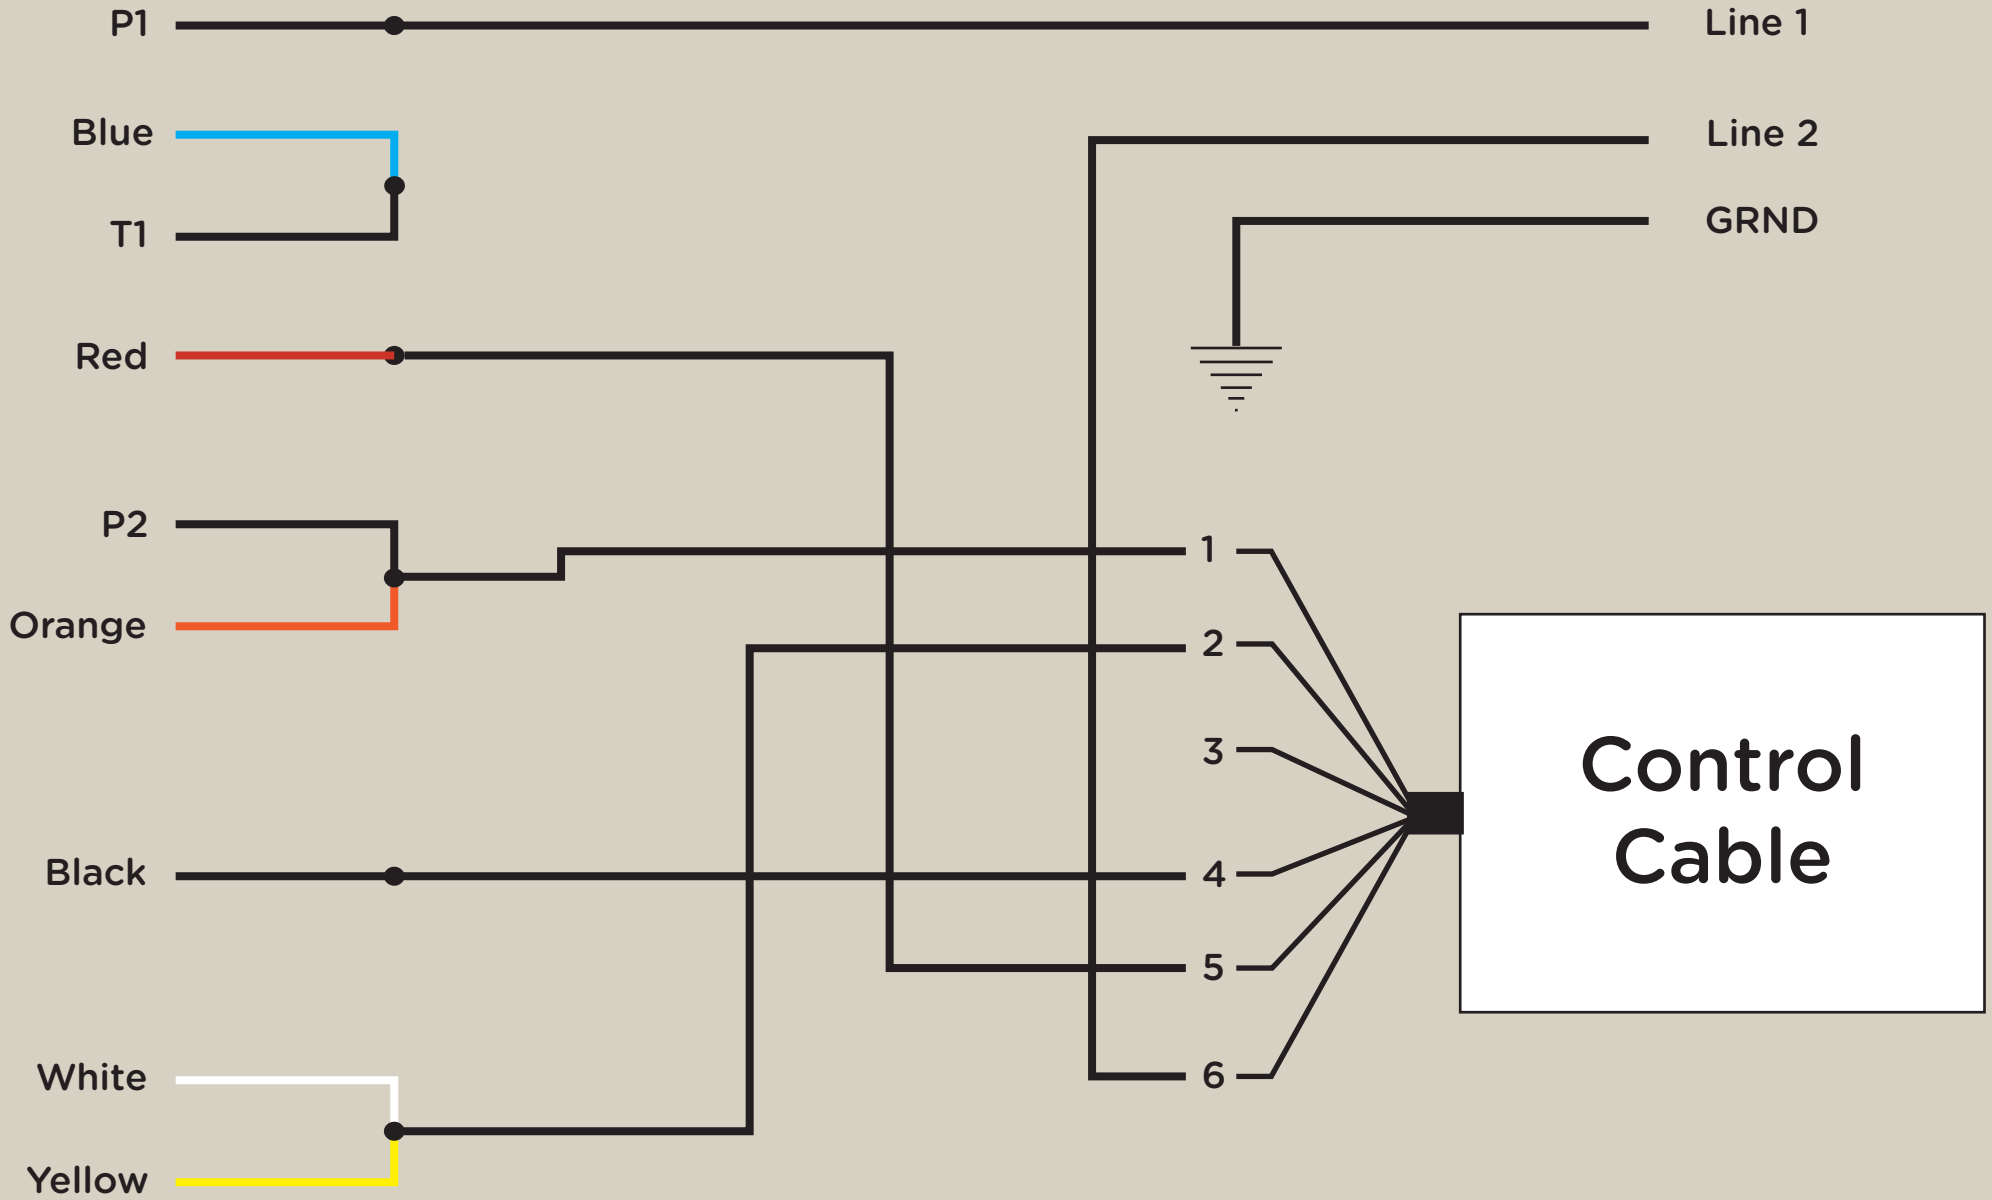 P1
Line 1
Blue
Line 2
T1
GRND
Red
P2
1
Orange
2
3
Control
Cable
Black
4
5
White
6
Yellow